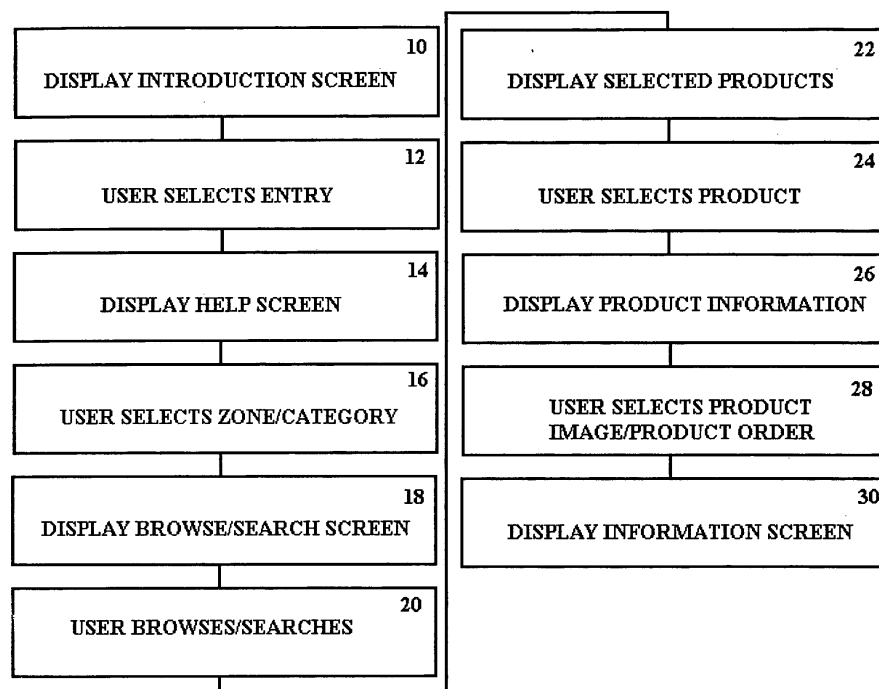 10
DISPLAY INTRODUCTION SCREEN
12
USER SELECTS ENTRY
14
DISPLAY HELP SCREEN
16
USER SELECTS ZONE/CATEGORY
18
DISPLAY BROWSE/SEARCH SCREEN
20
USER BROWSES/SEARCHES
22
DISPLAY SELECTED PRODUCTS
24
USER SELECTS PRODUCT
26
DISPLAY PRODUCT INFORMATION
28
USER SELECTS PRODUCT
IMAGE/PRODUCT ORDER
30
DISPLAY INFORMATION SCREEN